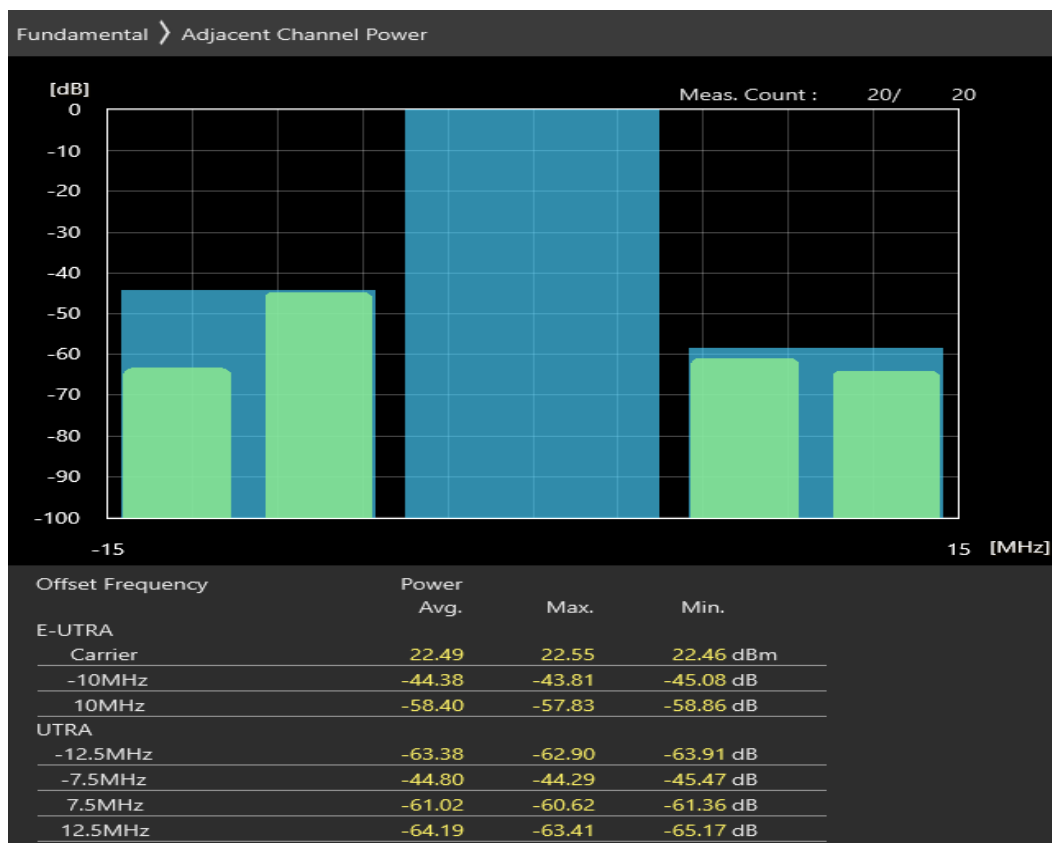 Fundamental 〉 Adjacent Channel Power
[dB]
Meas. Count : 20/ 20
0
-10
-20
-30
-40
-50
-60
-70
-80
-90
-100
-15 15 [MHz]
Offset Frequency Power
Avg. Max. Min.
E-UTRA
Carrier 22.49 22.55 22.46 dBm
-10MHz -44.38 -43.81 -45.08 dB
10MHz -58.40 -57.83 -58.86 dB
UTRA
-12.5MHz -63.38 -62.90 -63.91 dB
-7.5MHz -44.80 -44.29 -45.47 dB
7.5MHz -61.02 -60.62 -61.36 dB
12.5MHz -64.19 -63.41 -65.17 dB